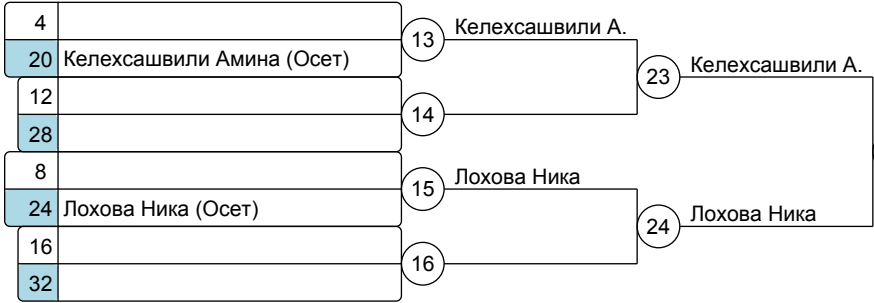 4
13 Келехсашвили А.
20 Келехсашвили Амина (Осет)
23 Келехсашвили А.
12
14
28
8
15 Лохова Ника
24 Лохова Ника (Осет)
24 Лохова Ника
16
16
32